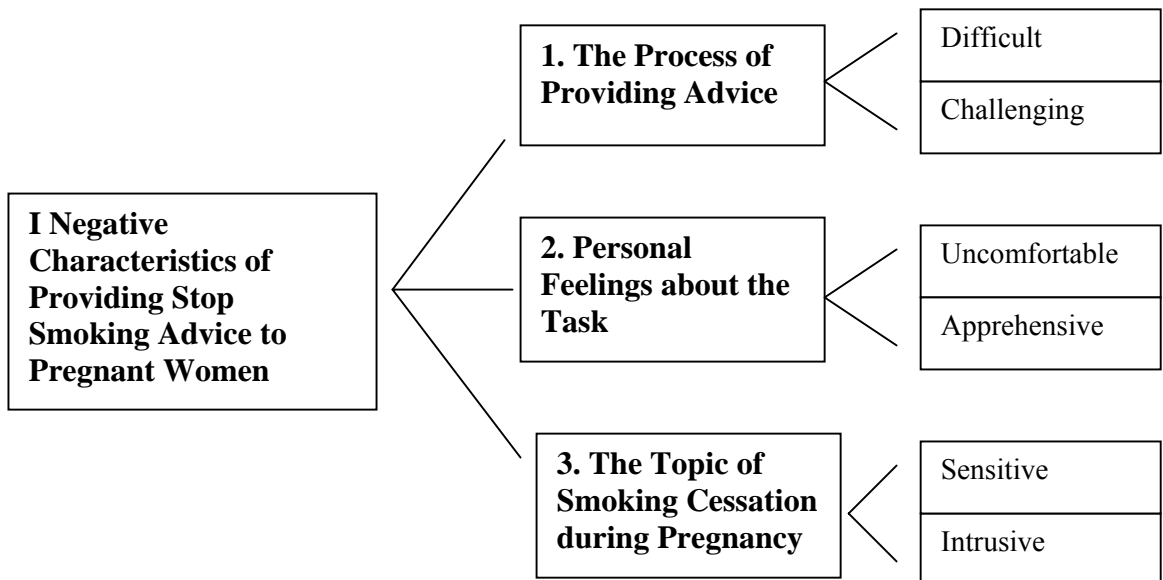 I Negative
Characteristics of
Providing Stop
Smoking Advice to
Pregnant Women
1. The Process of
Providing Advice
Difficult
Challenging
2. Personal
Feelings about the
Task
Uncomfortable
Apprehensive
3. The Topic of
Smoking Cessation
during Pregnancy
Sensitive
Intrusive